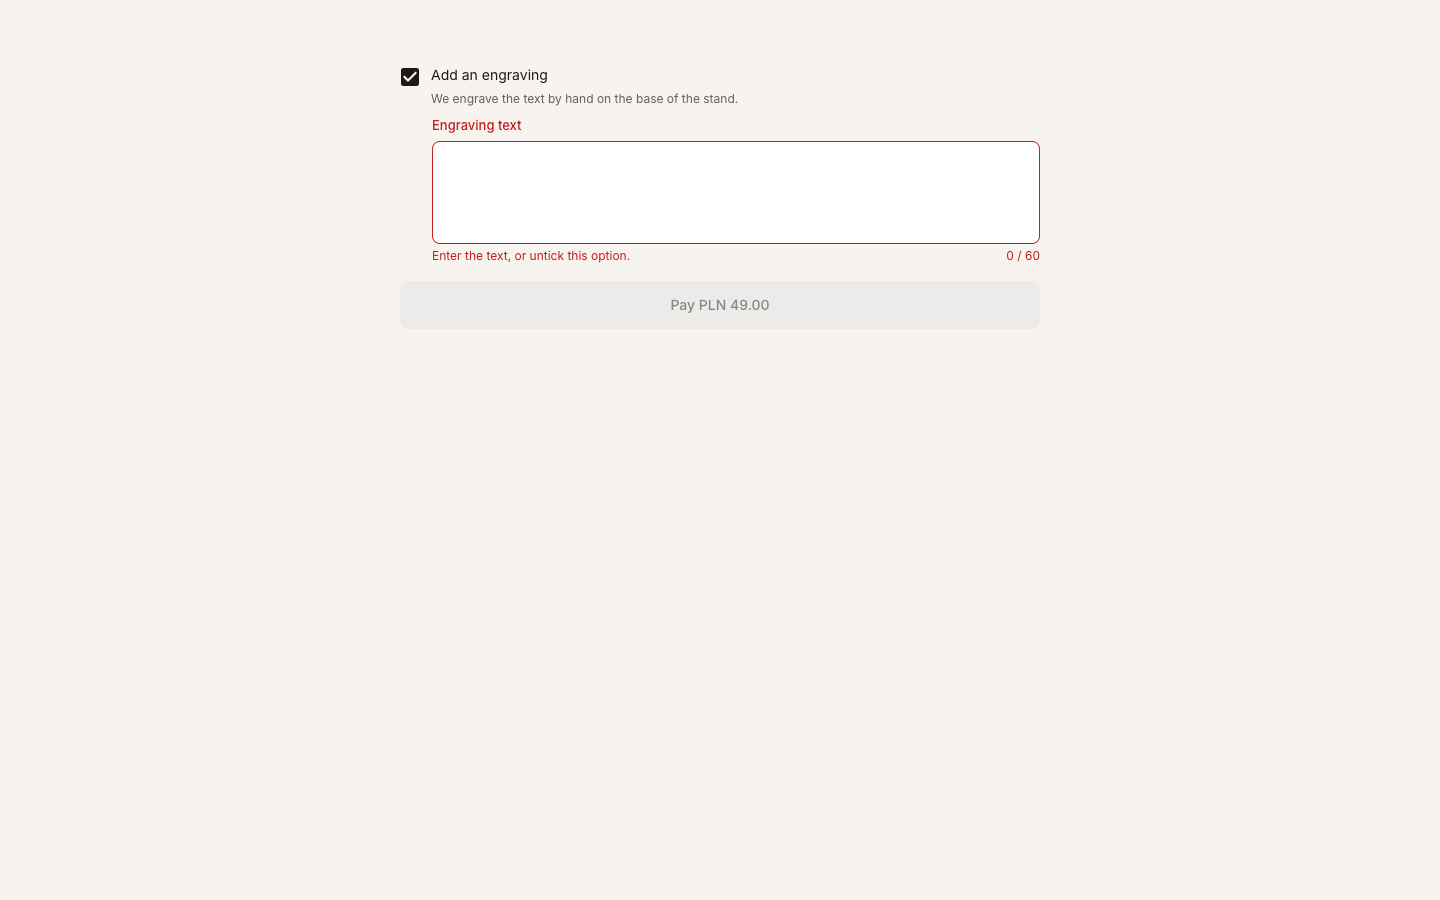 Add an engraving
We engrave the text by hand on the base of the stand.
Engraving text
Enter the text, or untick this option. 0 / 60
Pay PLN 49.00